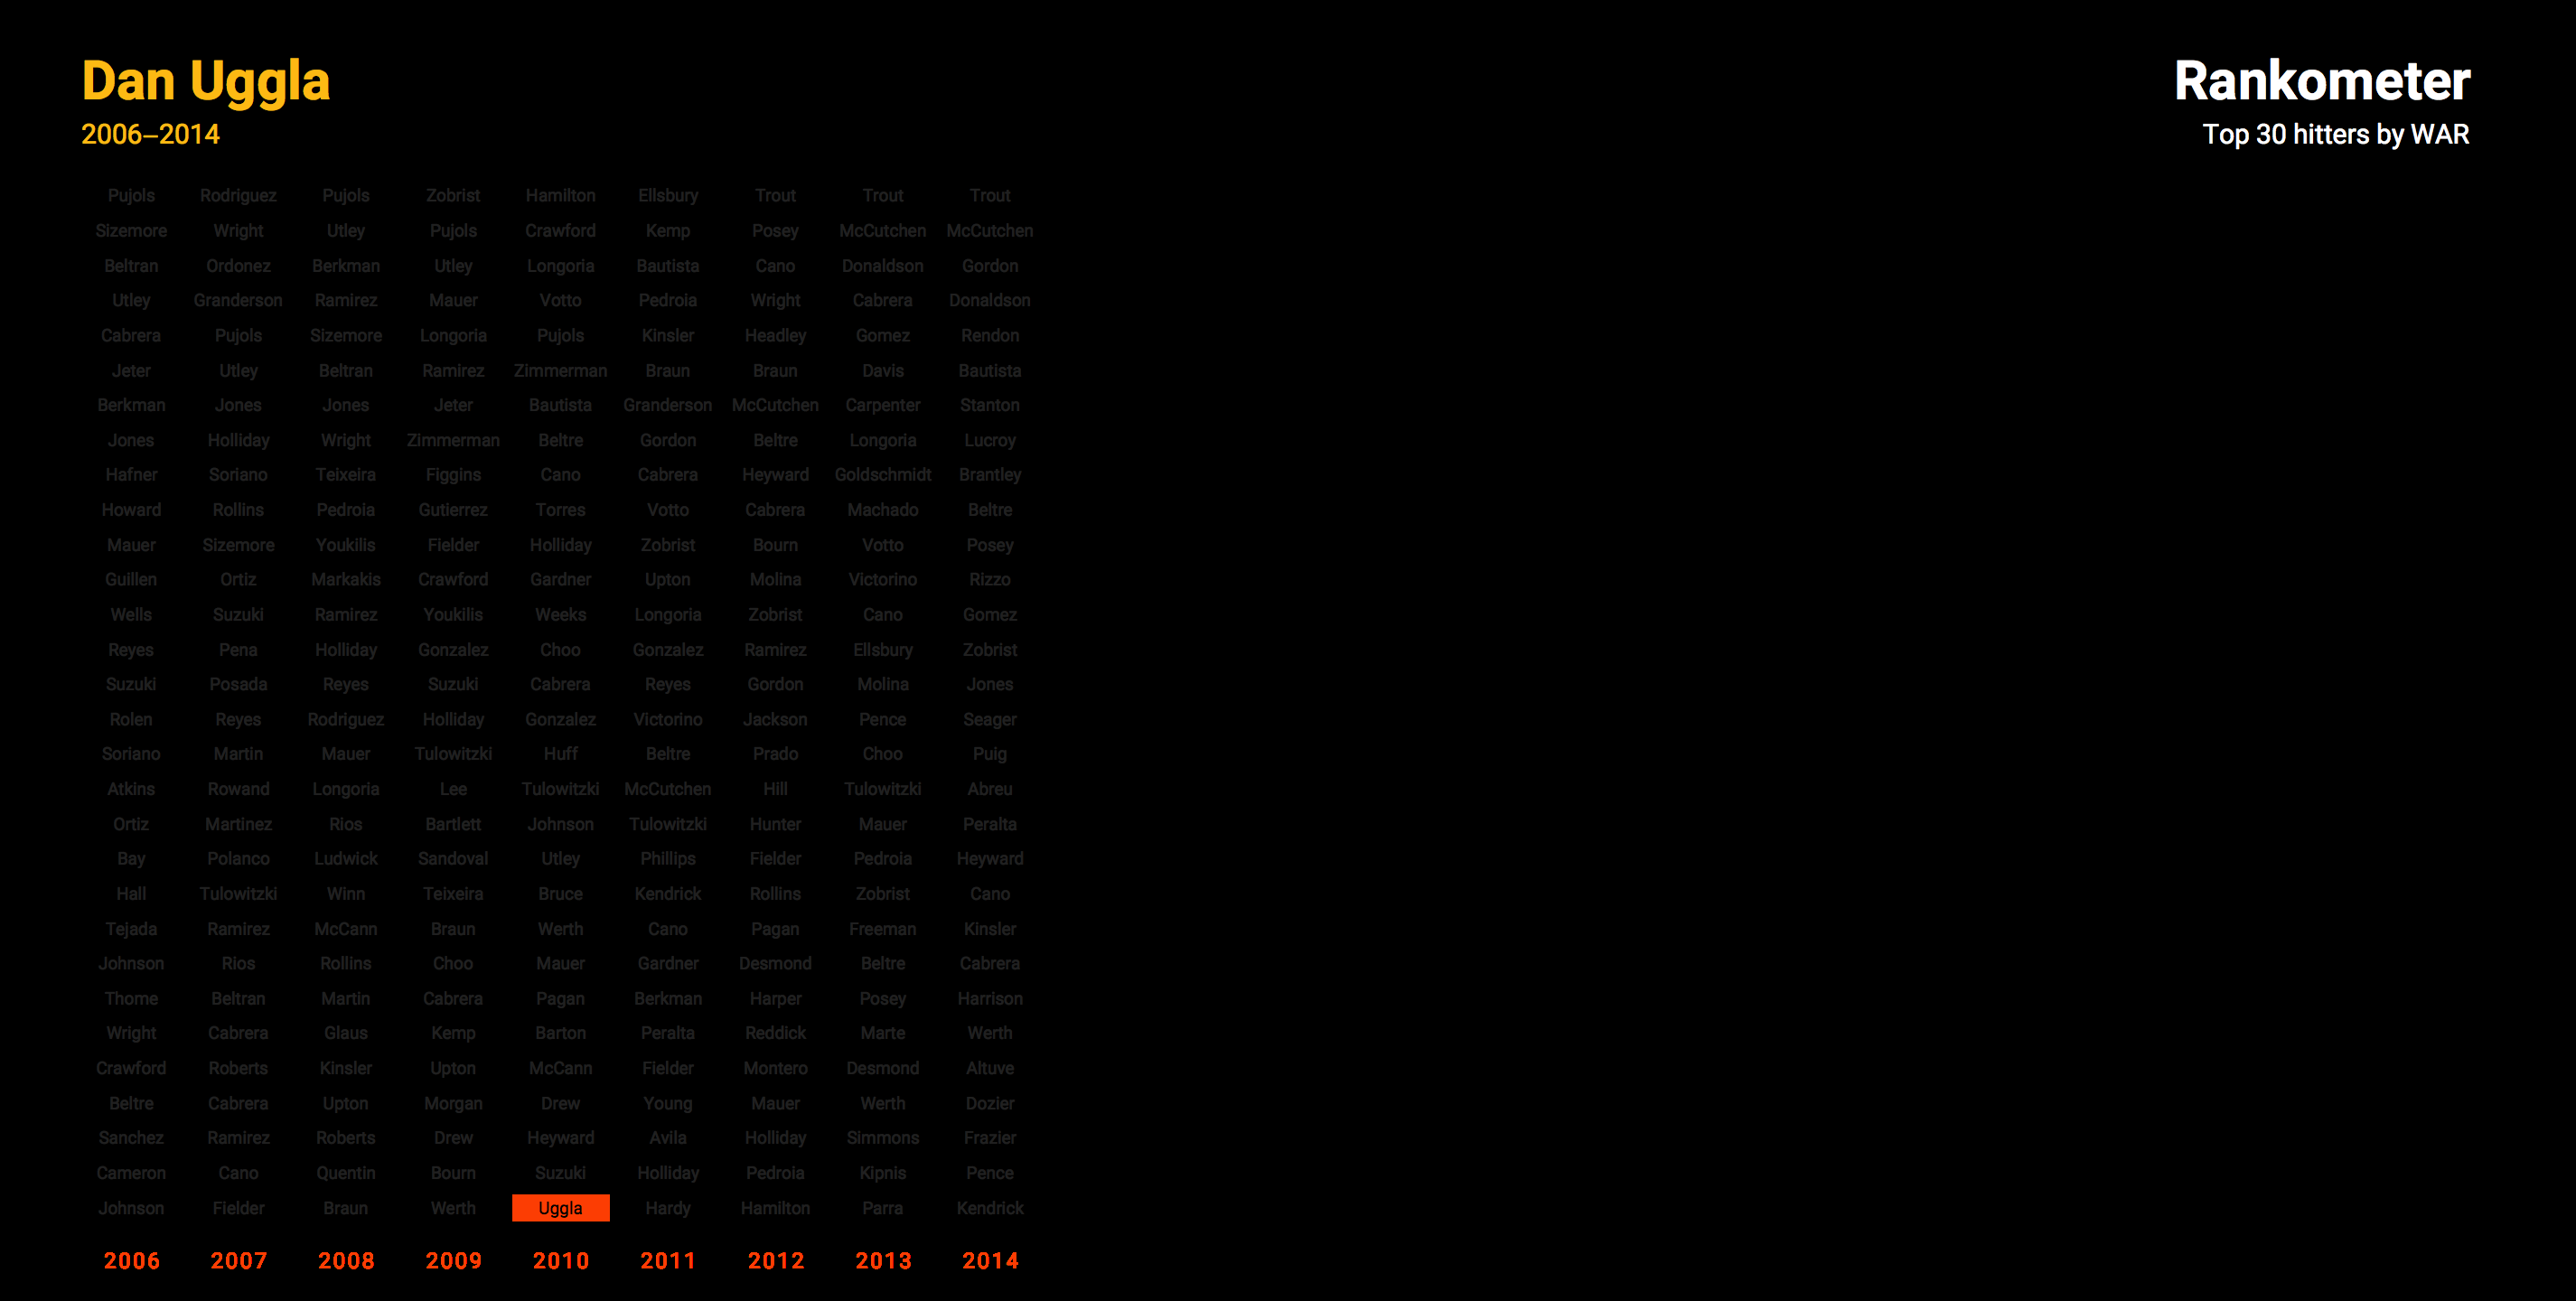 Dan Uggla
2006–2014
Rankometer
Top 30 hitters by WAR
Pujols Rodriguez Pujols Zobrist Hamilton Ellsbury Trout Trout Trout
Sizemore Wright Utley Pujols Crawford Kemp Posey McCutchen McCutchen
Beltran Ordonez Berkman Utley Longoria Bautista Cano Donaldson Gordon
Utley Granderson Ramirez Mauer Votto Pedroia Wright Cabrera Donaldson
Cabrera Pujols Sizemore Longoria Pujols Kinsler Headley Gomez Rendon
Jeter Utley Beltran Ramirez Zimmerman Braun Braun Davis Bautista
Berkman Jones Jones Jeter Bautista Granderson McCutchen Carpenter Stanton
Jones Holliday Wright Zimmerman Beltre Gordon Beltre Longoria Lucroy
Hafner Soriano Teixeira Figgins Cano Cabrera Heyward Goldschmidt Brantley
Howard Rollins Pedroia Gutierrez Torres Votto Cabrera Machado Beltre
Mauer Sizemore Youkilis Fielder Holliday Zobrist Bourn Votto Posey
Guillen Ortiz Markakis Crawford Gardner Upton Molina Victorino Rizzo
Wells Suzuki Ramirez Youkilis Weeks Longoria Zobrist Cano Gomez
Reyes Pena Holliday Gonzalez Choo Gonzalez Ramirez Ellsbury Zobrist
Suzuki Posada Reyes Suzuki Cabrera Reyes Gordon Molina Jones
Rolen Reyes Rodriguez Holliday Gonzalez Victorino Jackson Pence Seager
Soriano Martin Mauer Tulowitzki Huff Beltre Prado Choo Puig
Atkins Rowand Longoria Lee Tulowitzki McCutchen Hill Tulowitzki Abreu
Ortiz Martinez Rios Bartlett Johnson Tulowitzki Hunter Mauer Peralta
Bay Polanco Ludwick Sandoval Utley Phillips Fielder Pedroia Heyward
Hall Tulowitzki Winn Teixeira Bruce Kendrick Rollins Zobrist Cano
Tejada Ramirez McCann Braun Werth Cano Pagan Freeman Kinsler
Johnson Rios Rollins Choo Mauer Gardner Desmond Beltre Cabrera
Thome Beltran Martin Cabrera Pagan Berkman Harper Posey Harrison
Wright Cabrera Glaus Kemp Barton Peralta Reddick Marte Werth
Crawford Roberts Kinsler Upton McCann Fielder Montero Desmond Altuve
Beltre Cabrera Upton Morgan Drew Young Mauer Werth Dozier
Sanchez Ramirez Roberts Drew Heyward Avila Holliday Simmons Frazier
Cameron Cano Quentin Bourn Suzuki Holliday Pedroia Kipnis Pence
Johnson Fielder Braun Werth Uggla Hardy Hamilton Parra Kendrick
2006 2007 2008 2009 2010 2011 2012 2013 2014